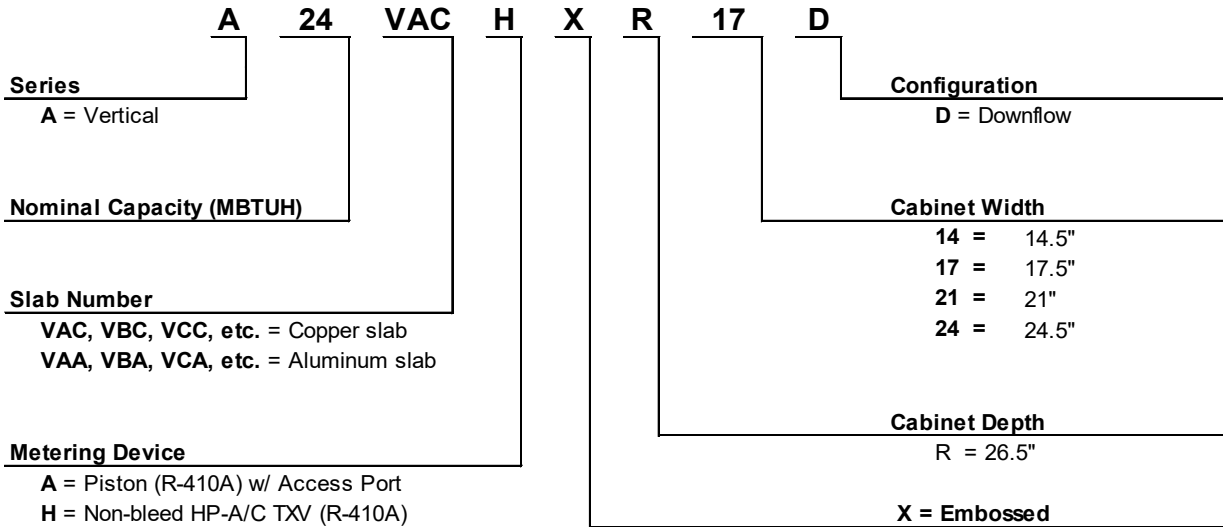 A 24 VAC H X R 17 D
Series
A = Vertical
Nominal Capacity (MBTUH)
Slab Number
VAC, VBC, VCC, etc. = Copper slab
VAA, VBA, VCA, etc. = Aluminum slab
Metering Device
A = Piston (R-410A) w/ Access Port
H = Non-bleed HP-A/C TXV (R-410A)
Configuration
D = Downflow
Cabinet Width
14 = 14.5"
17 = 17.5"
21 = 21"
24 = 24.5"
Cabinet Depth
R = 26.5"
X = Embossed